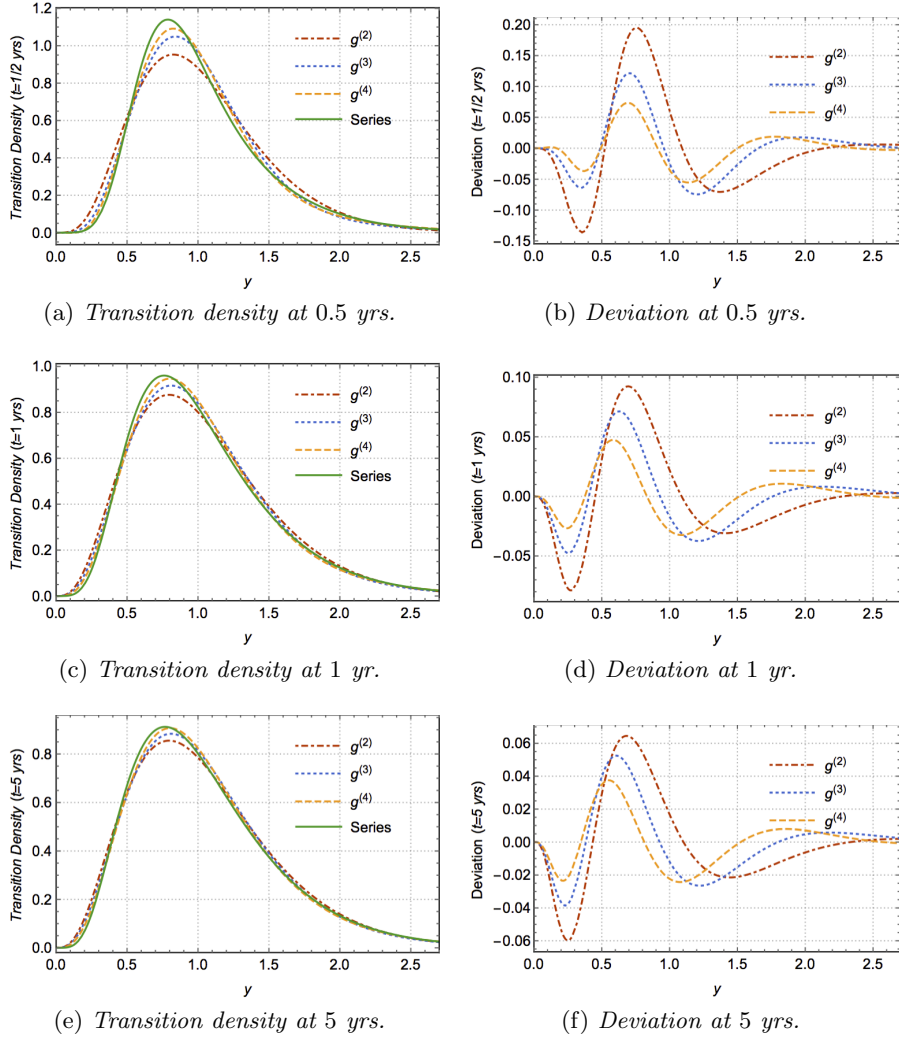 Transition Density (t=1/2 yrs)
1.2
1.0
0.8
0.6
0.4
0.2
0.0
0.0 0.5 1.0 1.5 2.0 2.5
y
g(2)
g(3)
g(4)
Series
(a) Transition density at 0.5 yrs.
Deviation (t=1/2 yrs)
0.20
0.15
0.10
0.05
0.00
−0.05
−0.10
−0.15
0.0 0.5 1.0 1.5 2.0 2.5
y
g(2)
g(3)
g(4)
(b) Deviation at 0.5 yrs.
Transition Density (t=1 yrs)
1.0
0.8
0.6
0.4
0.2
0.0
0.0 0.5 1.0 1.5 2.0 2.5
y
g(2)
g(3)
g(4)
Series
(c) Transition density at 1 yr.
Deviation (t=1 yrs)
0.10
0.05
0.00
−0.05
0.0 0.5 1.0 1.5 2.0 2.5
y
g(2)
g(3)
g(4)
(d) Deviation at 1 yr.
Transition Density (t=5 yrs)
0.8
0.6
0.4
0.2
0.0
0.0 0.5 1.0 1.5 2.0 2.5
y
g(2)
g(3)
g(4)
Series
(e) Transition density at 5 yrs.
Deviation (t=5 yrs)
0.06
0.04
0.02
0.00
−0.02
−0.04
−0.06
0.0 0.5 1.0 1.5 2.0 2.5
y
g(2)
g(3)
g(4)
(f) Deviation at 5 yrs.